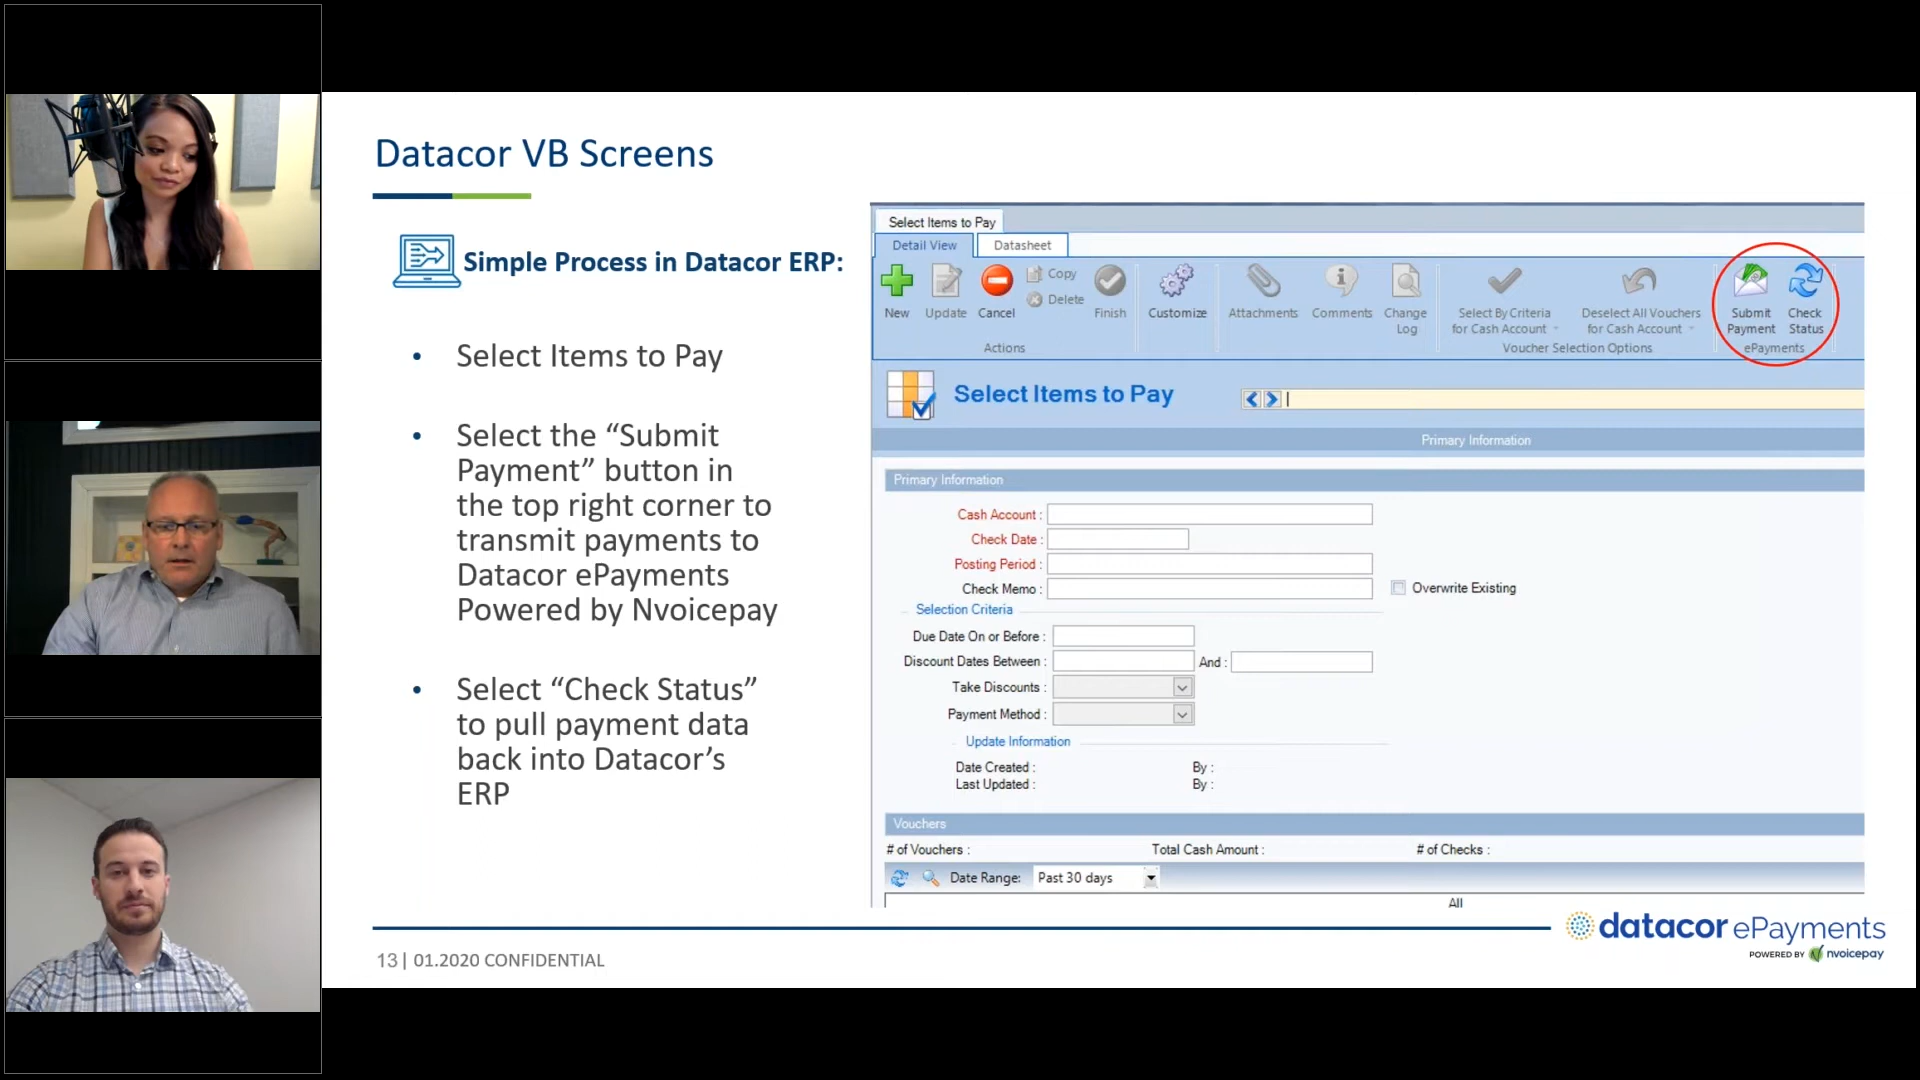 Datacor VB Screens
Simple Process in Datacor ERP:
• Select Items to Pay
• Select the “Submit
Payment” button in
the top right corner to
transmit payments to
Datacor ePayments
Powered by Nvoicepay
• Select “Check Status”
to pull payment data
back into Datacor’s
ERP
Select Items to Pay
Detail View Datasheet
New Update Cancel Copy Delete Finish
Actions
Customize
Attachments Comments Change Log
Select By Criteria for Cash Account
Deselect All Vouchers for Cash Account
Voucher Selection Options
Submit Payment Check Status
ePayments
Select Items to Pay
Primary Information
Primary Information
Cash Account :
Check Date :
Posting Period :
Check Memo : Overwrite Existing
Selection Criteria
Due Date On or Before :
Discount Dates Between : And :
Take Discounts :
Payment Method :
Update Information
Date Created : By :
Last Updated : By :
Vouchers
# of Vouchers : Total Cash Amount : # of Checks :
Date Range: Past 30 days
All
13| 01.2020 CONFIDENTIAL
datacor ePayments
POWERED BY nvoicepay